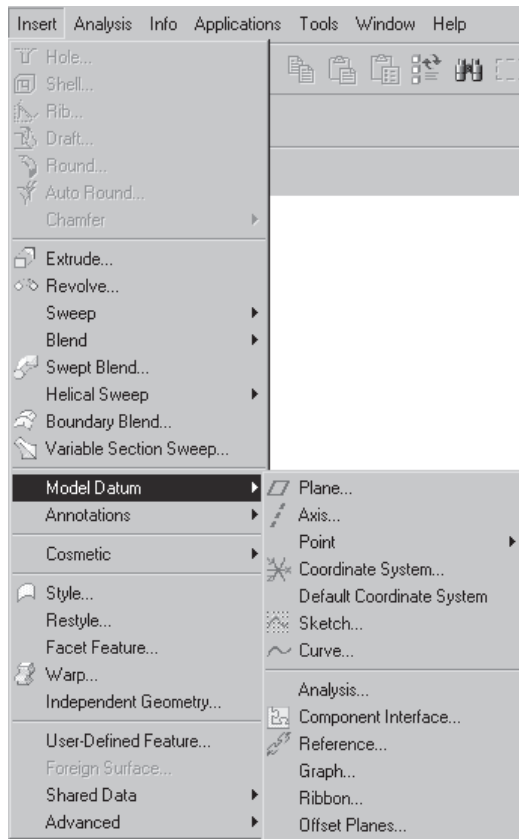 Insert Analysis Info Applications Tools Window Help
Hole...
Shell...
Rib...
Draft...
Round...
Auto Round...
Chamfer
Extrude...
Revolve...
Sweep
Blend
Swept Blend...
Helical Sweep
Boundary Blend...
Variable Section Sweep...
Model Datum
Annotations
Cosmetic
Style...
Restyle...
Facet Feature...
Warp...
Independent Geometry...
User-Defined Feature...
Foreign Surface...
Shared Data
Advanced
Plane...
Axis...
Point
Coordinate System...
Default Coordinate System
Sketch...
Curve...
Analysis...
Component Interface...
Reference...
Graph...
Ribbon...
Offset Planes...